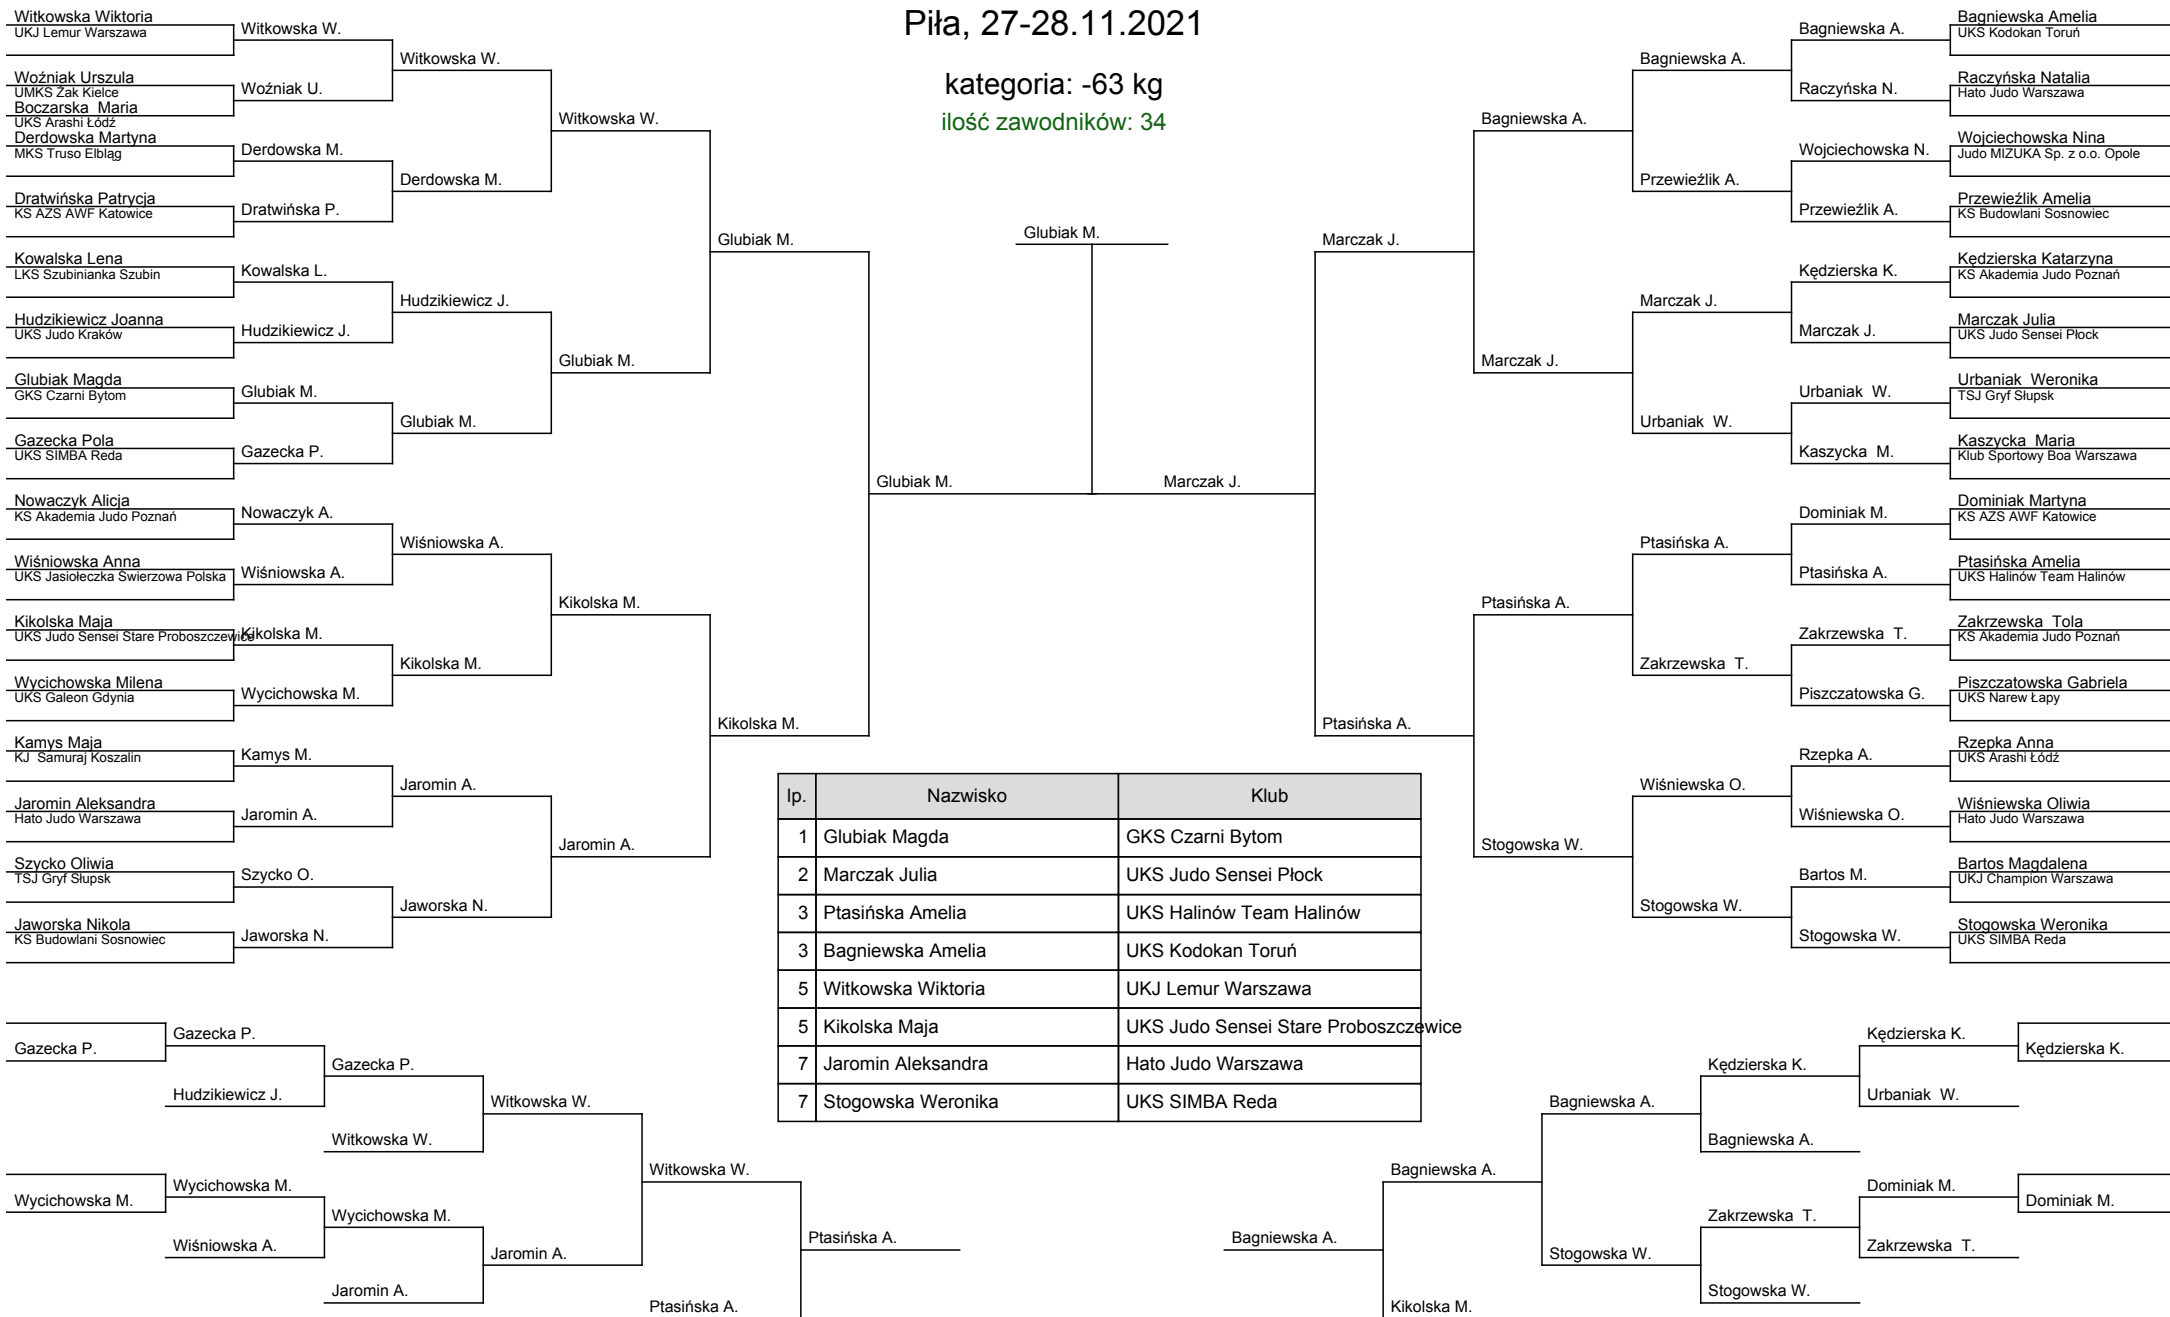 Piła, 27-28.11.2021
kategoria: -63 kg
ilość zawodników: 34
Witkowska Wiktoria
UKJ Lemur Warszawa
Woźniak Urszula
UMKS Żak Kielce
Boczarska  Maria
UKS Arashi Łódź
Derdowska Martyna
MKS Truso Elbląg
Dratwińska Patrycja
KS AZS AWF Katowice
Kowalska Lena
LKS Szubinianka Szubin
Hudzikiewicz Joanna
UKS Judo Kraków
Glubiak Magda
GKS Czarni Bytom
Gazecka Pola
UKS SIMBA Reda
Nowaczyk Alicja
KS Akademia Judo Poznań
Wiśniowska Anna
UKS Jasiołeczka Świerzowa Polska
Kikolska Maja
UKS Judo Sensei Stare Proboszczewice
Wycichowska Milena
UKS Galeon Gdynia
Kamys Maja
KJ  Samuraj Koszalin
Jaromin Aleksandra
Hato Judo Warszawa
Szycko Oliwia
TSJ Gryf Słupsk
Jaworska Nikola
KS Budowlani Sosnowiec
Witkowska W.
Woźniak U.
Derdowska M.
Dratwińska P.
Kowalska L.
Hudzikiewicz J.
Glubiak M.
Gazecka P.
Nowaczyk A.
Wiśniowska A.
Kikolska M.
Wycichowska M.
Kamys M.
Jaromin A.
Szycko O.
Jaworska N.
Witkowska W.
Derdowska M.
Hudzikiewicz J.
Glubiak M.
Wiśniowska A.
Kikolska M.
Jaromin A.
Jaworska N.
Witkowska W.
Glubiak M.
Kikolska M.
Jaromin A.
Glubiak M.
Kikolska M.
Glubiak M.
Glubiak M.
Marczak J.
Marczak J.
Ptasińska A.
Bagniewska A.
Marczak J.
Ptasińska A.
Stogowska W.
Bagniewska A.
Przewieźlik A.
Marczak J.
Urbaniak  W.
Ptasińska A.
Zakrzewska  T.
Wiśniewska O.
Stogowska W.
Bagniewska A.
Raczyńska N.
Wojciechowska N.
Przewieźlik A.
Kędzierska K.
Marczak J.
Urbaniak  W.
Kaszycka  M.
Dominiak M.
Ptasińska A.
Zakrzewska  T.
Piszczatowska G.
Rzepka A.
Wiśniewska O.
Bartos M.
Stogowska W.
Bagniewska Amelia
UKS Kodokan Toruń
Raczyńska Natalia
Hato Judo Warszawa
Wojciechowska Nina
Judo MIZUKA Sp. z o.o. Opole
Przewieźlik Amelia
KS Budowlani Sosnowiec
Kędzierska Katarzyna
KS Akademia Judo Poznań
Marczak Julia
UKS Judo Sensei Płock
Urbaniak  Weronika
TSJ Gryf Słupsk
Kaszycka  Maria
Klub Sportowy Boa Warszawa
Dominiak Martyna
KS AZS AWF Katowice
Ptasińska Amelia
UKS Halinów Team Halinów
Zakrzewska  Tola
KS Akademia Judo Poznań
Piszczatowska Gabriela
UKS Narew Łapy
Rzepka Anna
UKS Arashi Łódź
Wiśniewska Oliwia
Hato Judo Warszawa
Bartos Magdalena
UKJ Champion Warszawa
Stogowska Weronika
UKS SIMBA Reda
lp. Nazwisko Klub
1 Glubiak Magda GKS Czarni Bytom
2 Marczak Julia UKS Judo Sensei Płock
3 Ptasińska Amelia UKS Halinów Team Halinów
3 Bagniewska Amelia UKS Kodokan Toruń
5 Witkowska Wiktoria UKJ Lemur Warszawa
5 Kikolska Maja UKS Judo Sensei Stare Proboszczewice
7 Jaromin Aleksandra Hato Judo Warszawa
7 Stogowska Weronika UKS SIMBA Reda
Gazecka P.
Wycichowska M.
Gazecka P.
Hudzikiewicz J.
Wycichowska M.
Wiśniowska A.
Gazecka P.
Witkowska W.
Wycichowska M.
Jaromin A.
Witkowska W.
Jaromin A.
Witkowska W.
Ptasińska A.
Ptasińska A.
Bagniewska A.
Bagniewska A.
Kikolska M.
Bagniewska A.
Stogowska W.
Kędzierska K.
Bagniewska A.
Zakrzewska  T.
Stogowska W.
Kędzierska K.
Urbaniak  W.
Dominiak M.
Zakrzewska  T.
Kędzierska K.
Dominiak M.